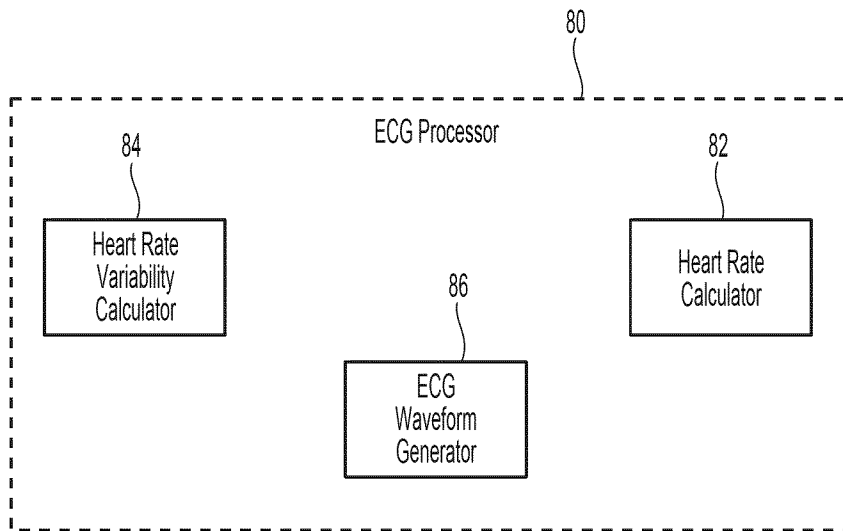 80
ECG Processor
84
Heart Rate
Variability
Calculator
82
Heart Rate
Calculator
86
ECG
Waveform
Generator